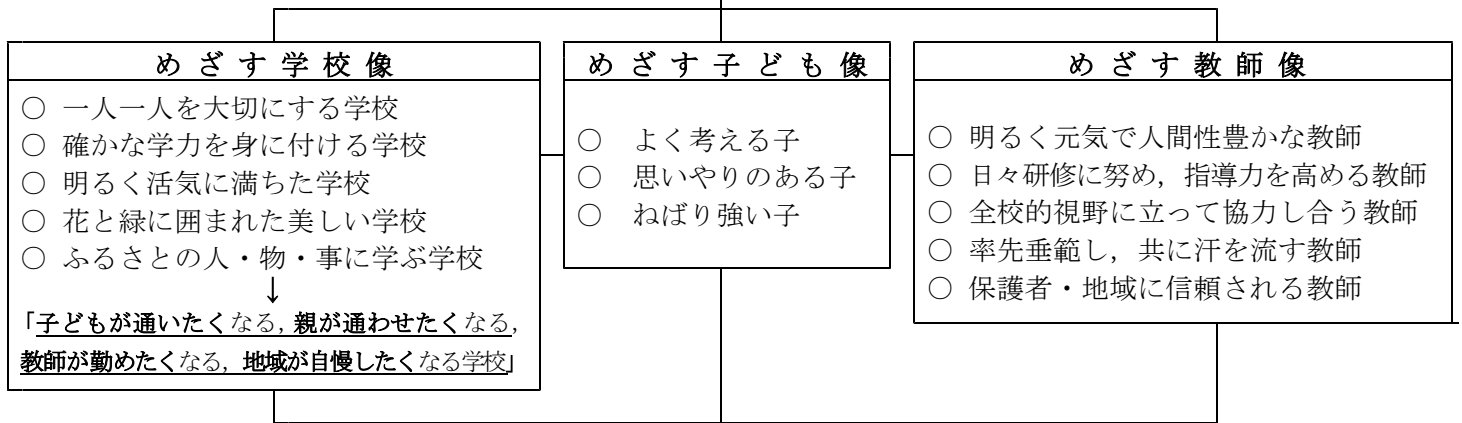 めざす学校像
○ 一人一人を大切にする学校
○ 確かな学力を身に付ける学校
○ 明るく活気に満ちた学校
○ 花と緑に囲まれた美しい学校
○ ふるさとの人・物・事に学ぶ学校
↓
「子どもが通いたくなる,親が通わせたくなる,
教師が勤めたくなる,地域が自慢したくなる学校」
めざす子ども像
○ よく考える子
○ 思いやりのある子
○ ねばり強い子
めざす教師像
○ 明るく元気で人間性豊かな教師
○ 日々研修に努め,指導力を高める教師
○ 全校的視野に立って協力し合う教師
○ 率先垂範し,共に汗を流す教師
○ 保護者・地域に信頼される教師